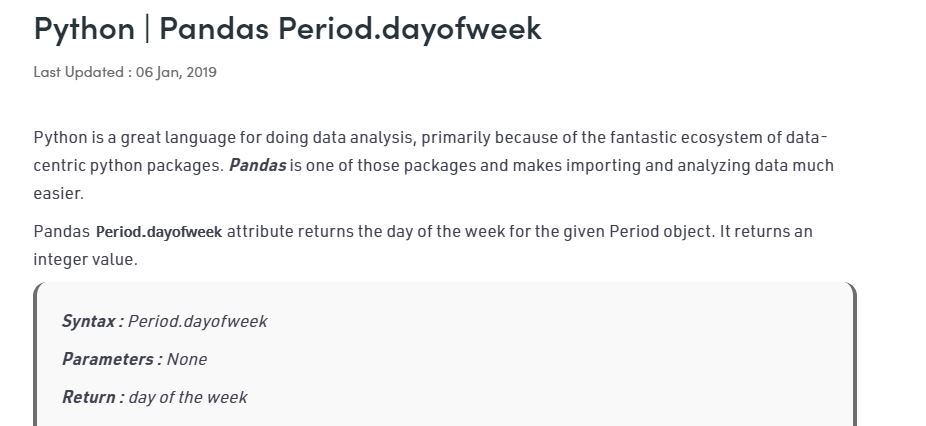 Python | Pandas Period.dayofweek
Last Updated : 06 Jan, 2019
Python is a great language for doing data analysis, primarily because of the fantastic ecosystem of data-
centric python packages. Pandas is one of those packages and makes importing and analyzing data much
easier.
Pandas Period.dayofweek attribute returns the day of the week for the given Period object. It returns an
integer value.
Syntax : Period.dayofweek
Parameters : None
Return : day of the week